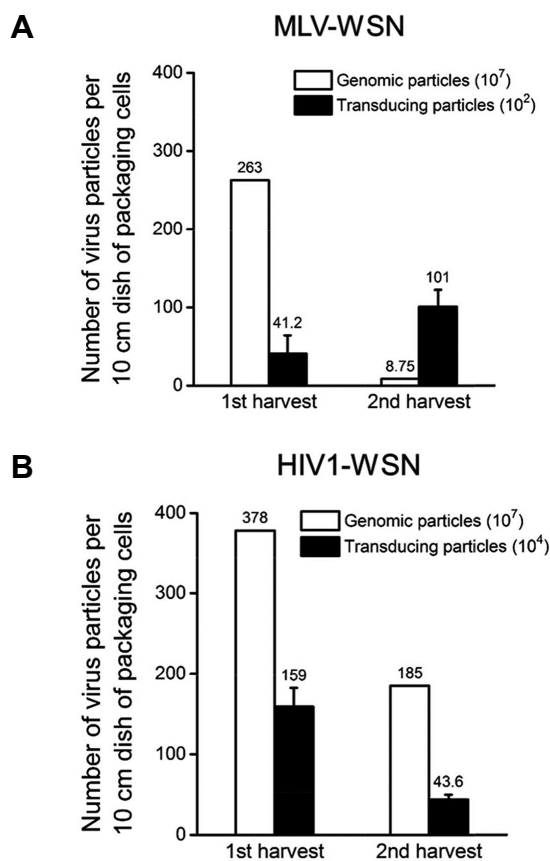 A
MLV-WSN
Number of virus particles per
10 cm dish of packaging cells
400
300
200
100
0
Genomic particles (10⁷)
Transducing particles (10²)
263
41.2
8.75
101
1st harvest
2nd harvest
B
HIV1-WSN
Number of virus particles per
10 cm dish of packaging cells
400
300
200
100
0
Genomic particles (10⁷)
Transducing particles (10⁴)
378
159
185
43.6
1st harvest
2nd harvest